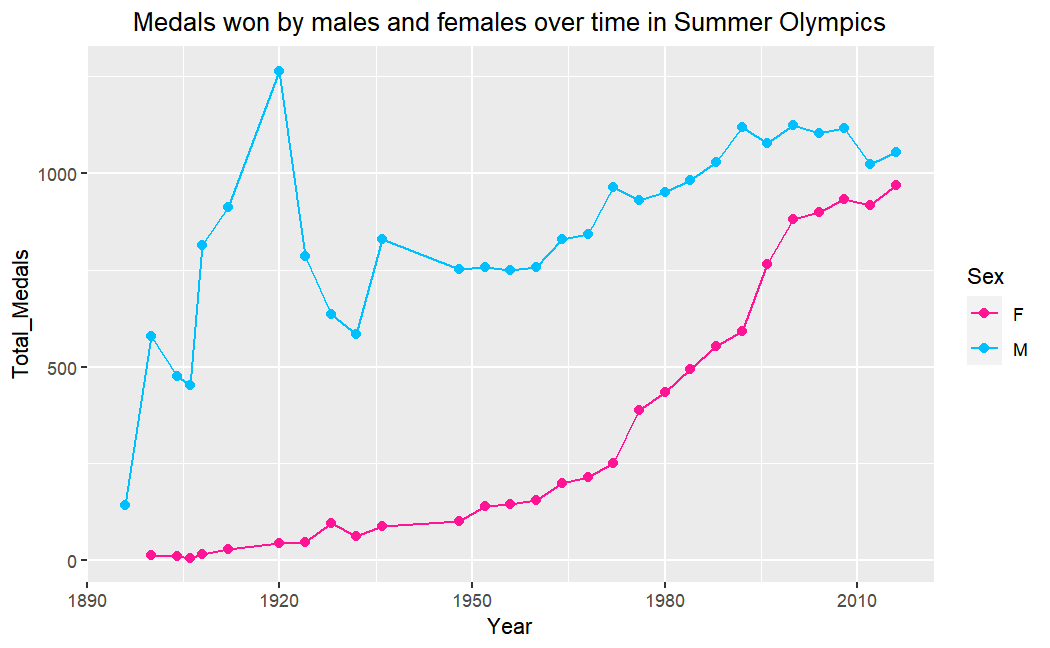 Medals won by males and females over time in Summer Olympics
Total_Medals
1000
500
0
1890 1920 1950 1980 2010
Year
Sex
F
M